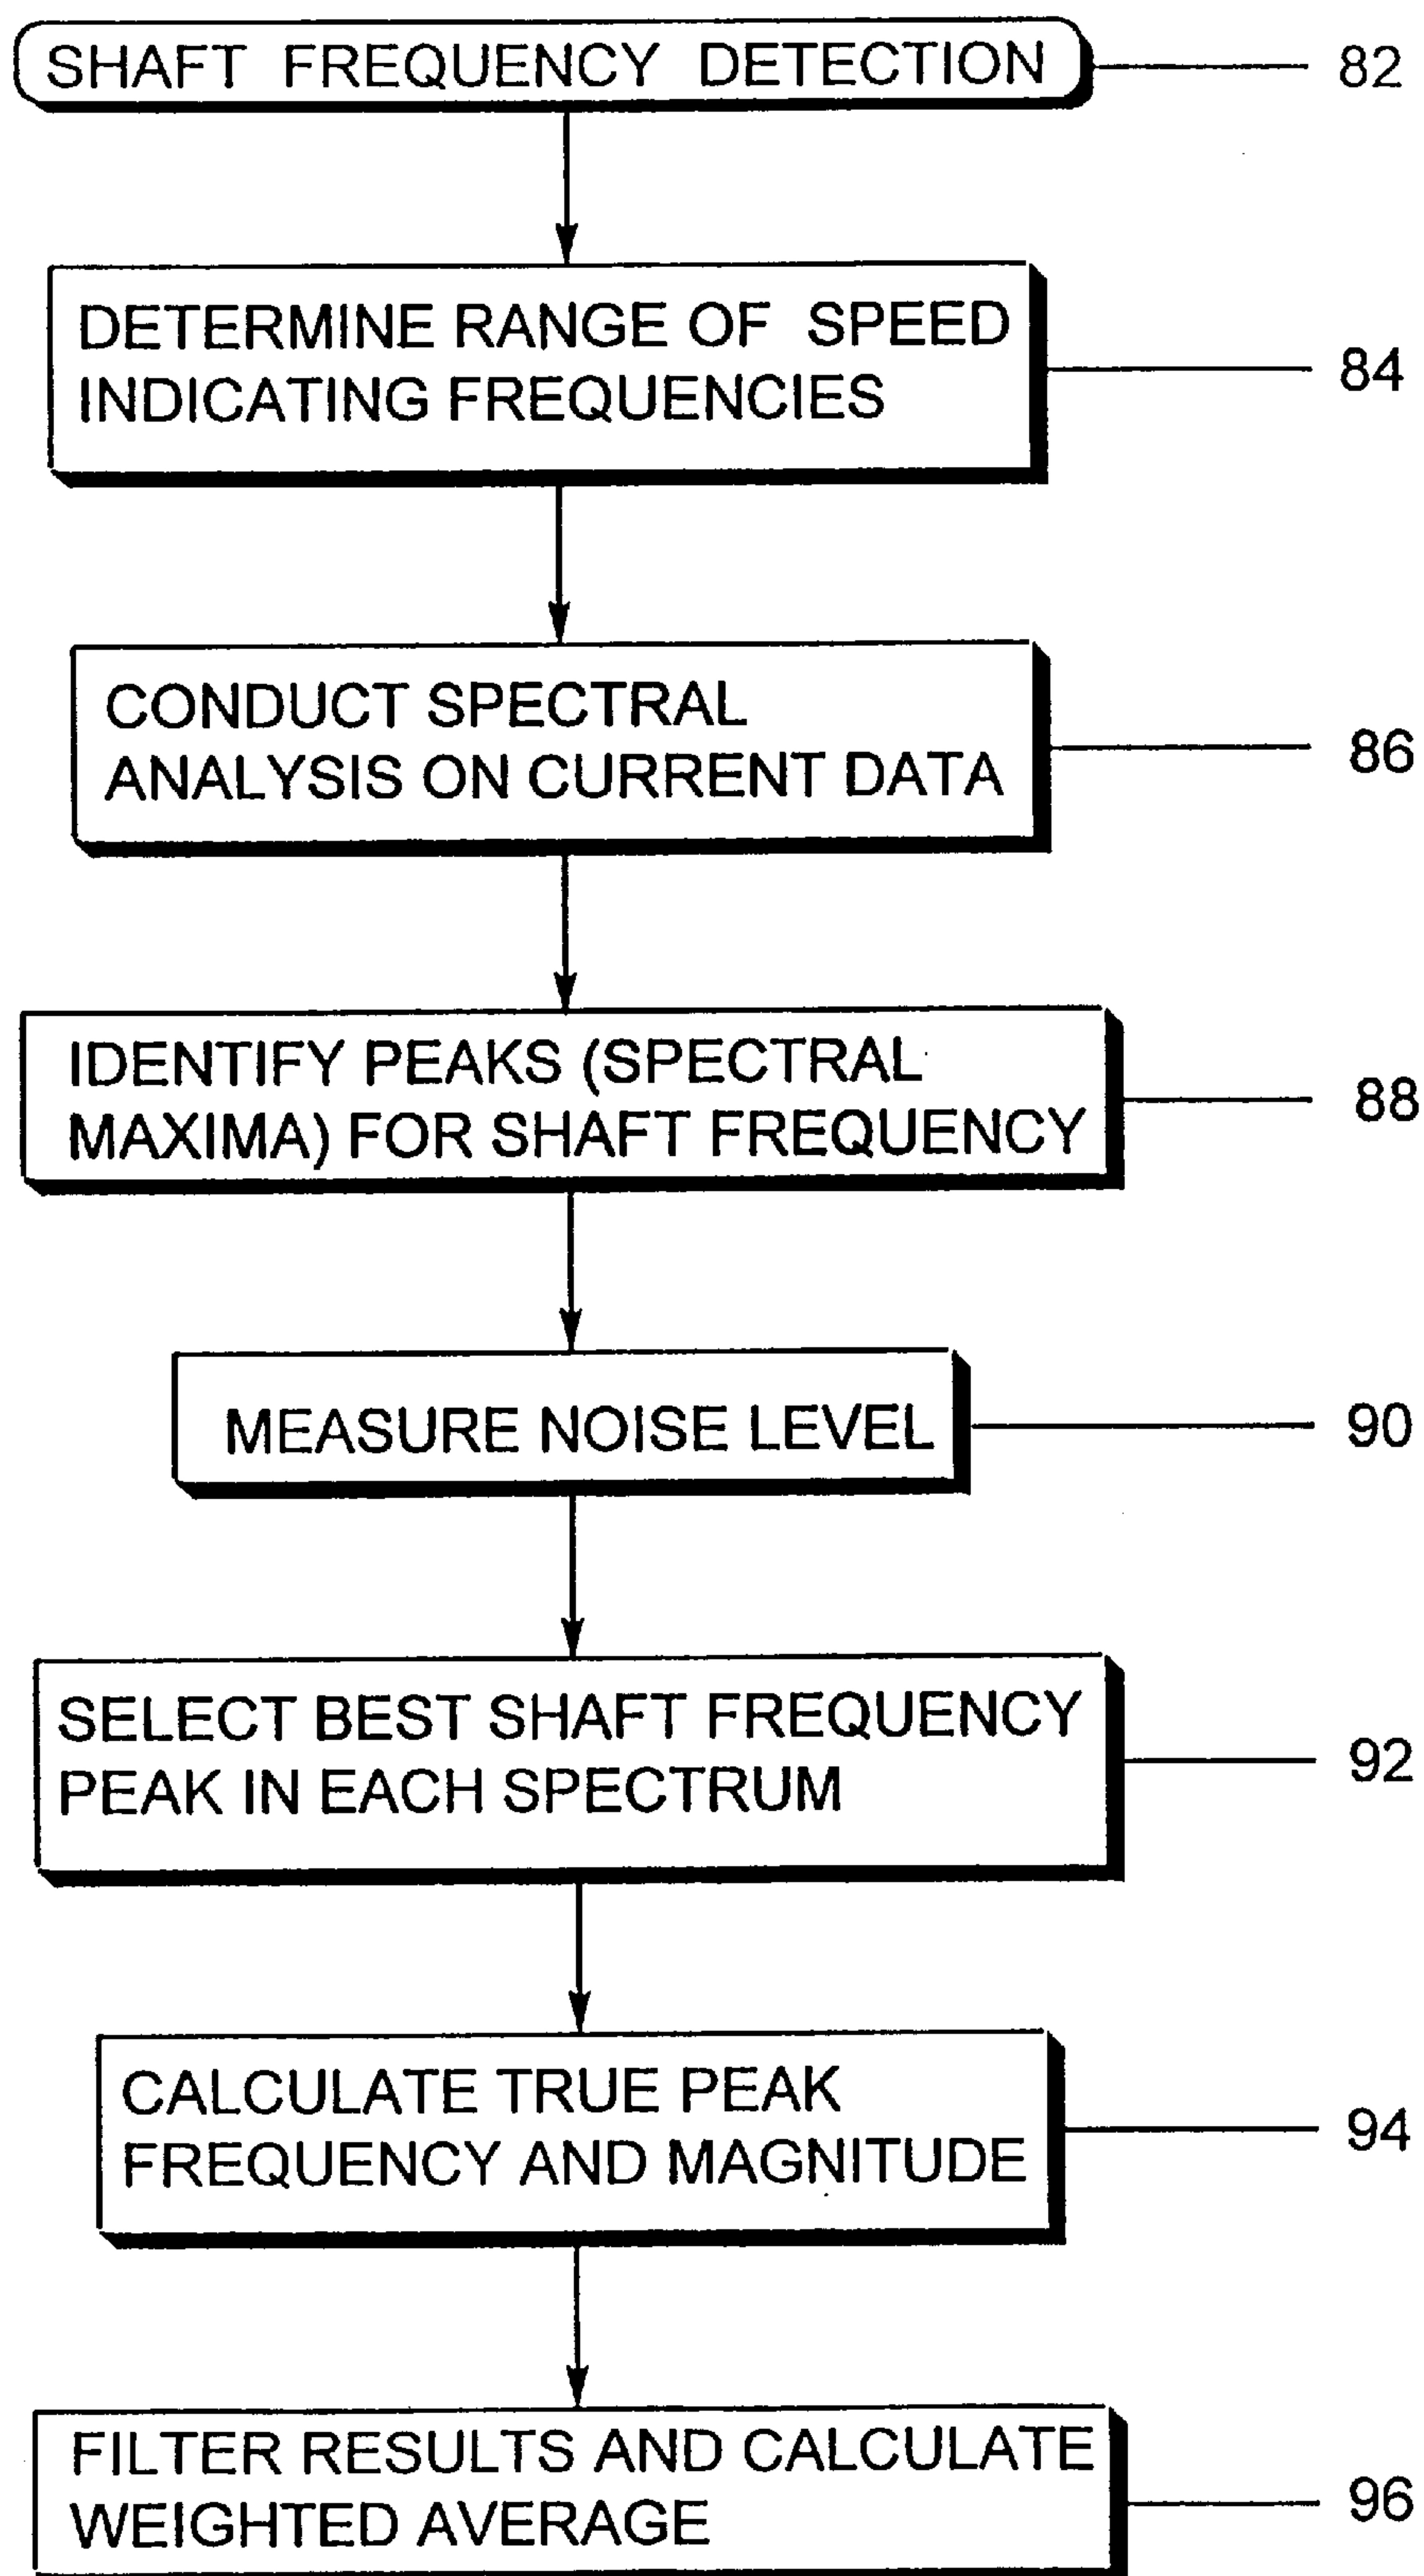 SHAFT FREQUENCY DETECTION
82
DETERMINE RANGE OF SPEED
INDICATING FREQUENCIES
84
CONDUCT SPECTRAL
ANALYSIS ON CURRENT DATA
86
IDENTIFY PEAKS (SPECTRAL
MAXIMA) FOR SHAFT FREQUENCY
88
MEASURE NOISE LEVEL
90
SELECT BEST SHAFT FREQUENCY
PEAK IN EACH SPECTRUM
92
CALCULATE TRUE PEAK
FREQUENCY AND MAGNITUDE
94
FILTER RESULTS AND CALCULATE
WEIGHTED AVERAGE
96